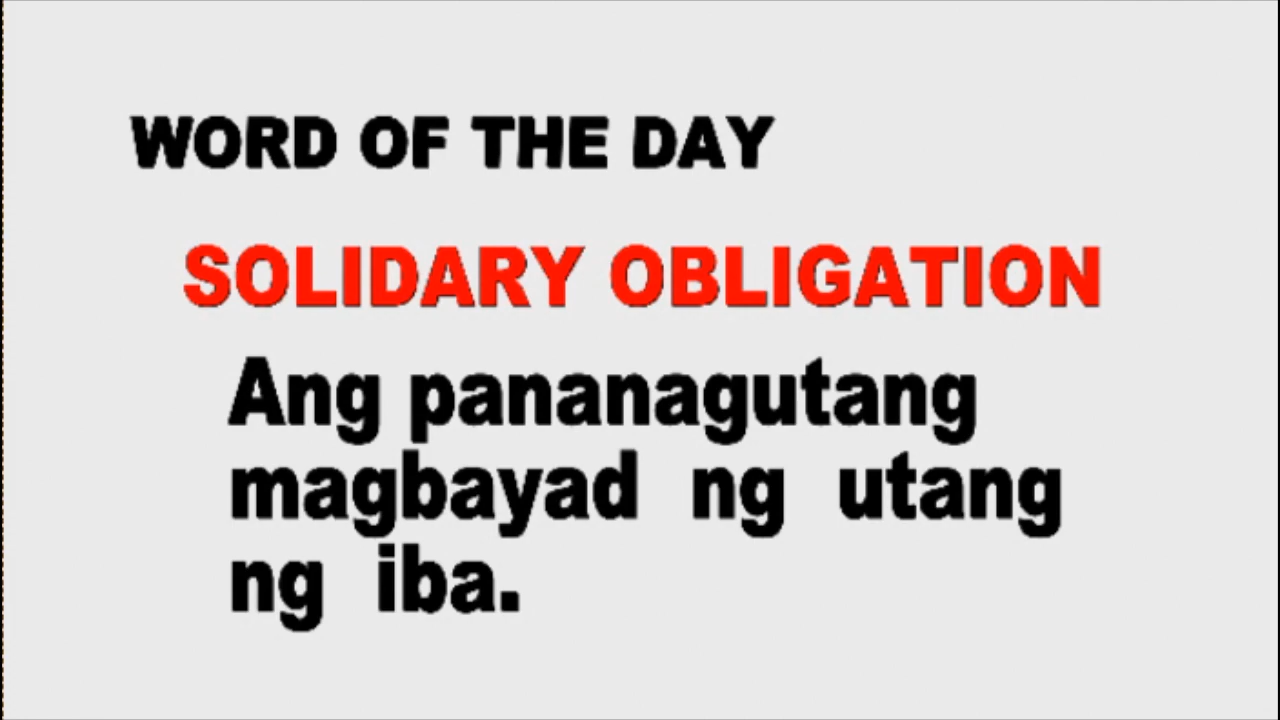 WORD OF THE DAY
SOLIDARY OBLIGATION
Ang pananagutang
magbayad ng utang
ng iba.